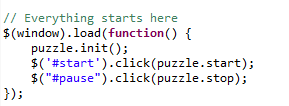 // Everything starts here
$(window).load(function() {
    puzzle.init();
    $('#start').click(puzzle.start);
    $("#pause").click(puzzle.stop);
});